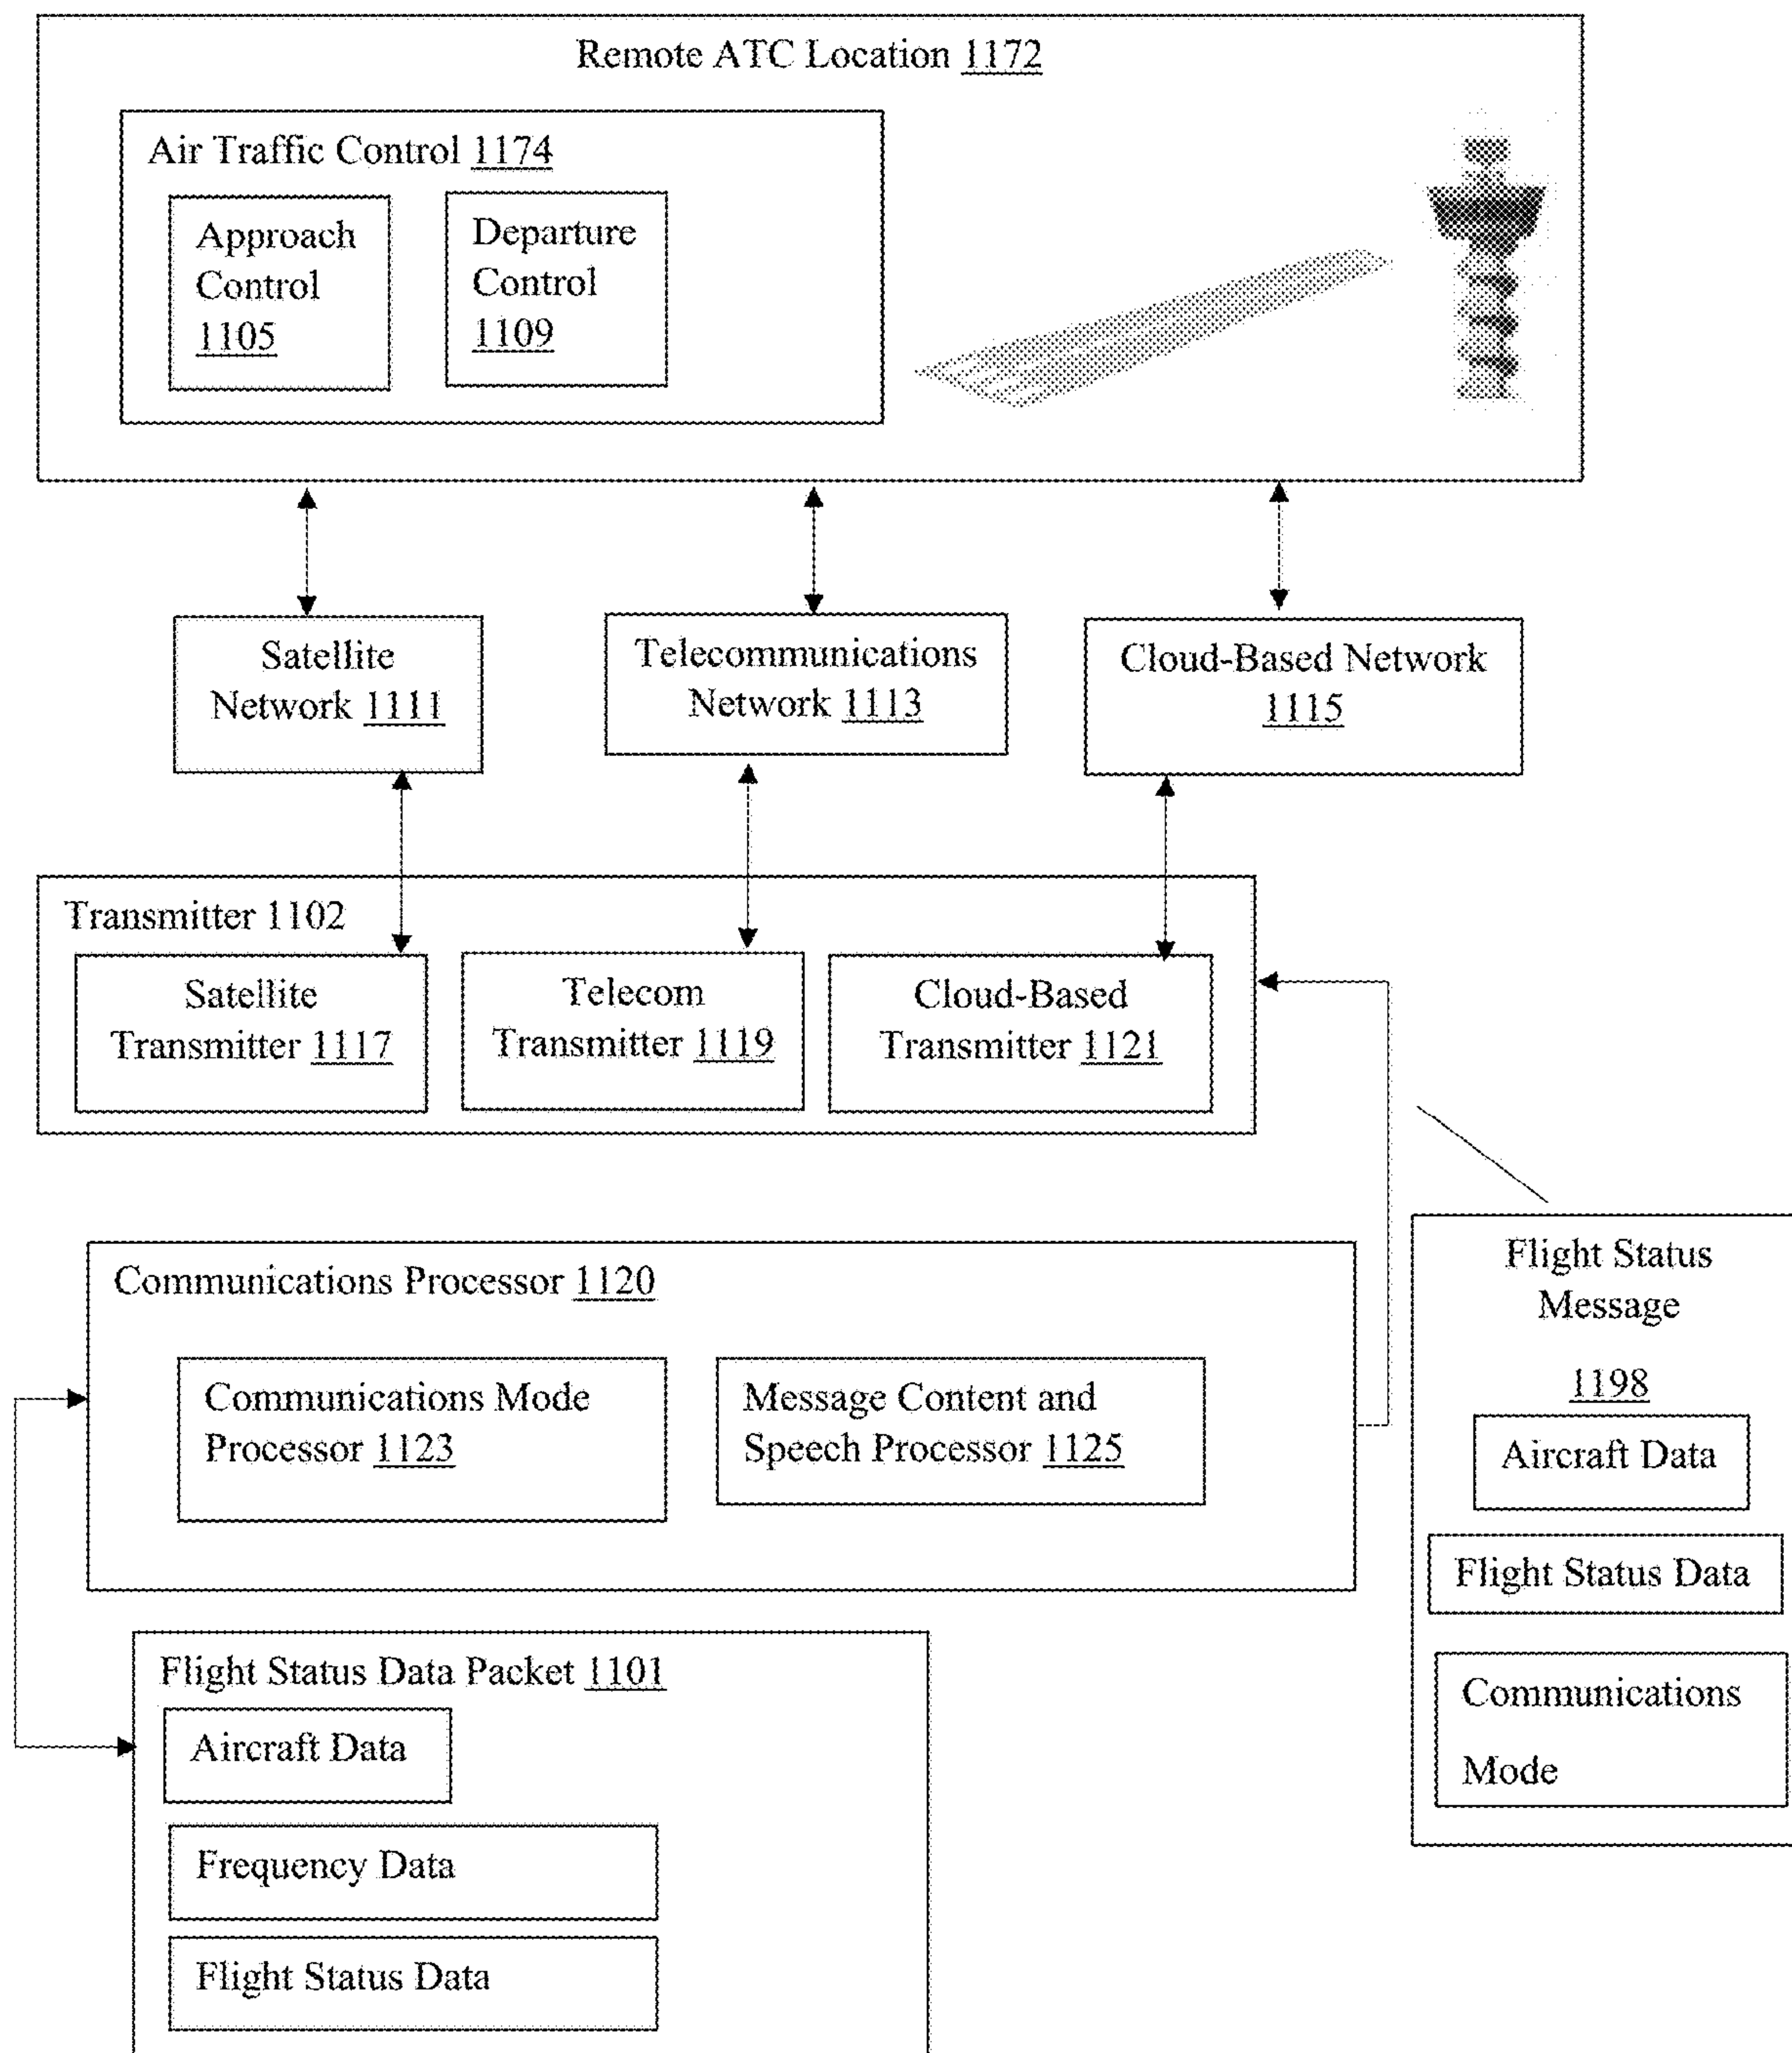 Remote ATC Location 1172
Air Traffic Control 1174
Approach
Control
1105
Departure
Control
1109
Satellite
Network 1111
Telecommunications
Network 1113
Cloud-Based Network
1115
Transmitter 1102
Satellite
Transmitter 1117
Telecom
Transmitter 1119
Cloud-Based
Transmitter 1121
Communications Processor 1120
Communications Mode
Processor 1123
Message Content and
Speech Processor 1125
Flight Status
Message
1198
Aircraft Data
Flight Status Data
Communications
Mode
Flight Status Data Packet 1101
Aircraft Data
Frequency Data
Flight Status Data